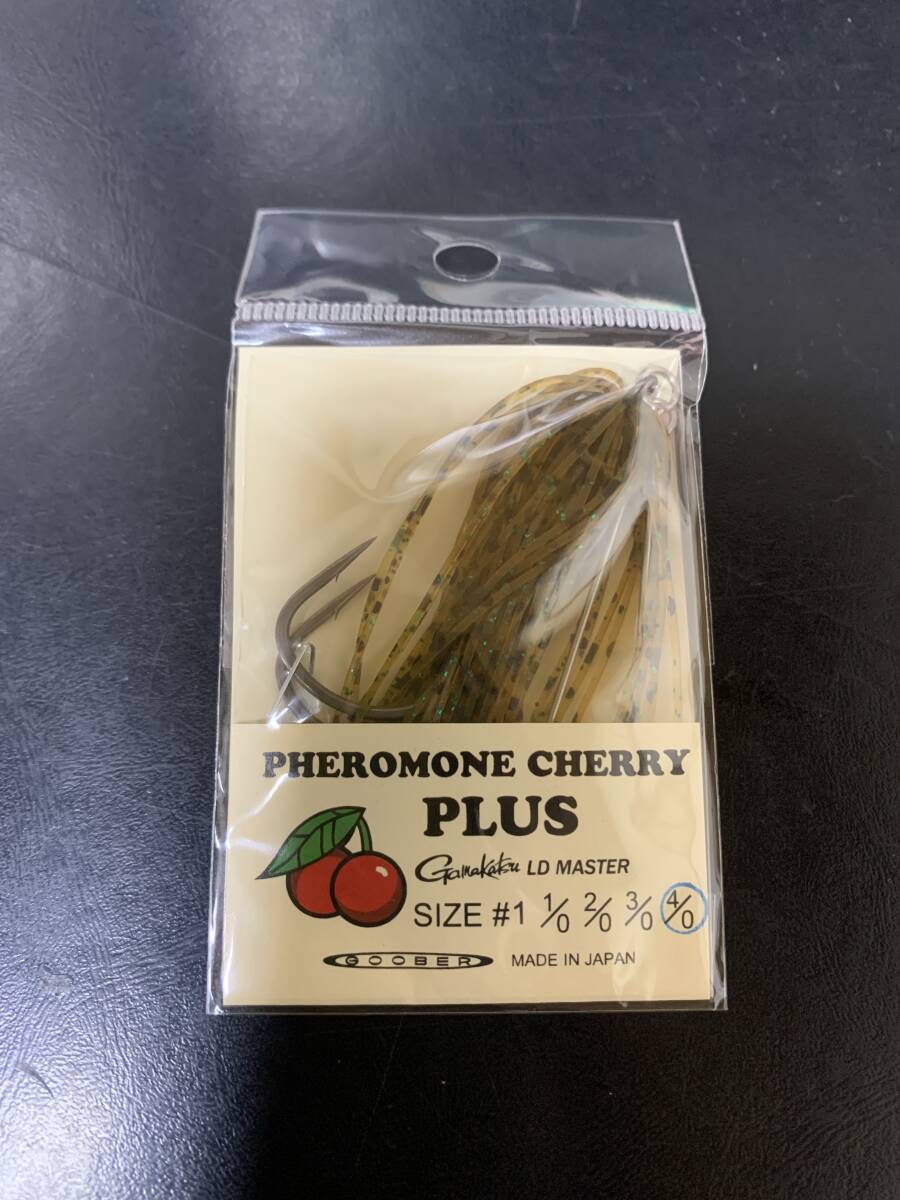 PHEROMONE CHERRY
PLUS
Gamakatsu LD MASTER
SIZE #1 1/0 2/0 3/0 4/0
GOOBER MADE IN JAPAN